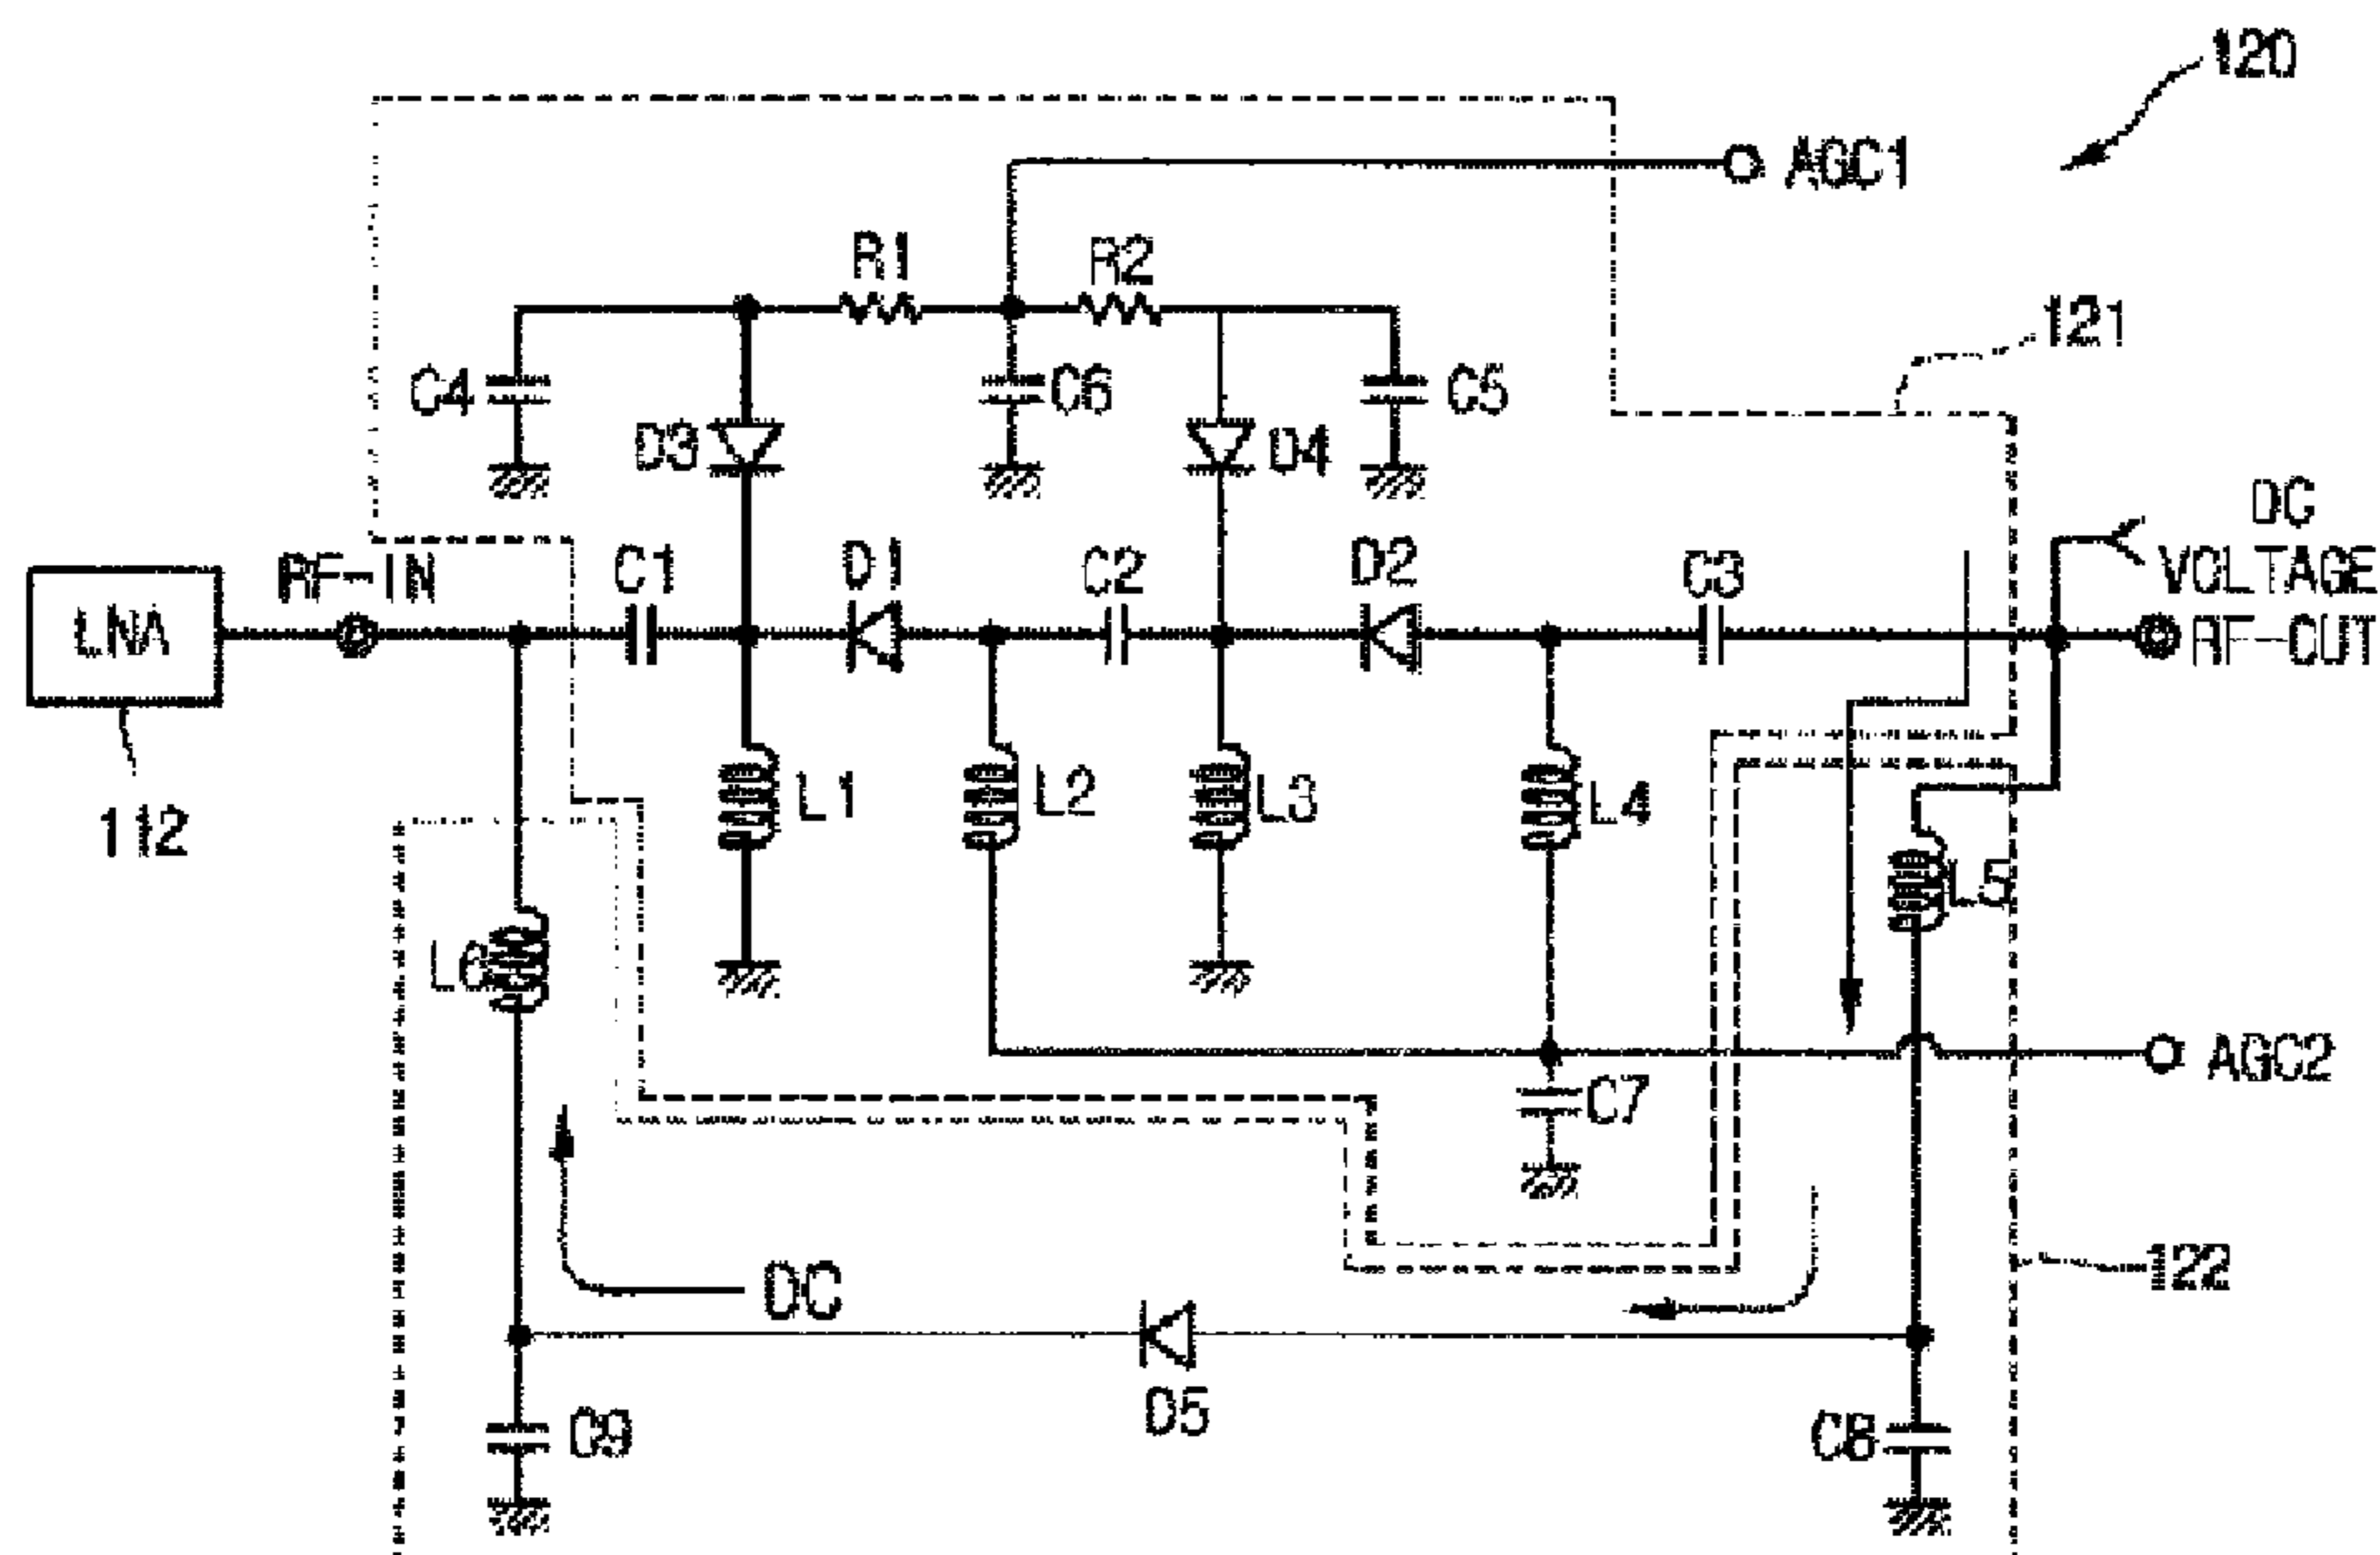 120
AGC1
R1
R2
121
C4
C6
C5
D3
D4
DC
VOLTAGE
RF-IN
C1
D1
C2
D2
C3
LNA
RF-OUT
L1
L2
L3
L4
112
L5
L6
AGC2
C7
DC
122
D5
C9
C8